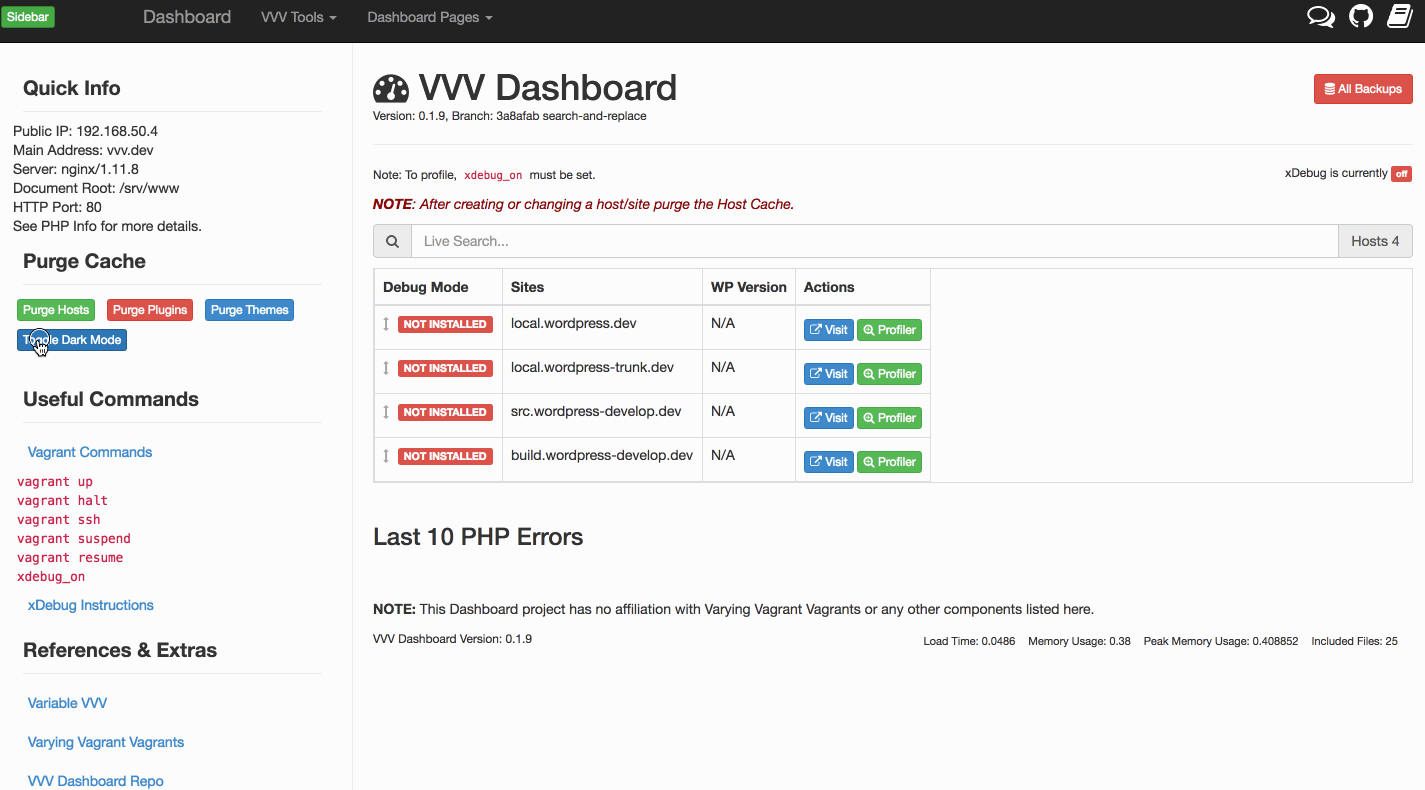 Sidebar
Dashboard
VVV Tools
Dashboard Pages
Quick Info
Public IP: 192.168.50.4
Main Address: vvv.dev
Server: nginx/1.11.8
Document Root: /srv/www
HTTP Port: 80
See PHP Info for more details.
Purge Cache
Purge Hosts
Purge Plugins
Purge Themes
Toggle Dark Mode
Useful Commands
Vagrant Commands
vagrant up
vagrant halt
vagrant ssh
vagrant suspend
vagrant resume
xdebug_on
xDebug Instructions
References & Extras
Variable VVV
Varying Vagrant Vagrants
VVV Dashboard Repo
VVV Dashboard
All Backups
Version: 0.1.9, Branch: 3a8afab search-and-replace
Note: To profile, xdebug_on must be set.
xDebug is currently off
NOTE: After creating or changing a host/site purge the Host Cache.
Live Search...
Hosts 4
Debug Mode Sites WP Version Actions
NOT INSTALLED local.wordpress.dev N/A Visit Profiler
NOT INSTALLED local.wordpress-trunk.dev N/A Visit Profiler
NOT INSTALLED src.wordpress-develop.dev N/A Visit Profiler
NOT INSTALLED build.wordpress-develop.dev N/A Visit Profiler
Last 10 PHP Errors
NOTE: This Dashboard project has no affiliation with Varying Vagrant Vagrants or any other components listed here.
VVV Dashboard Version: 0.1.9
Load Time: 0.0486 Memory Usage: 0.38 Peak Memory Usage: 0.408852 Included Files: 25